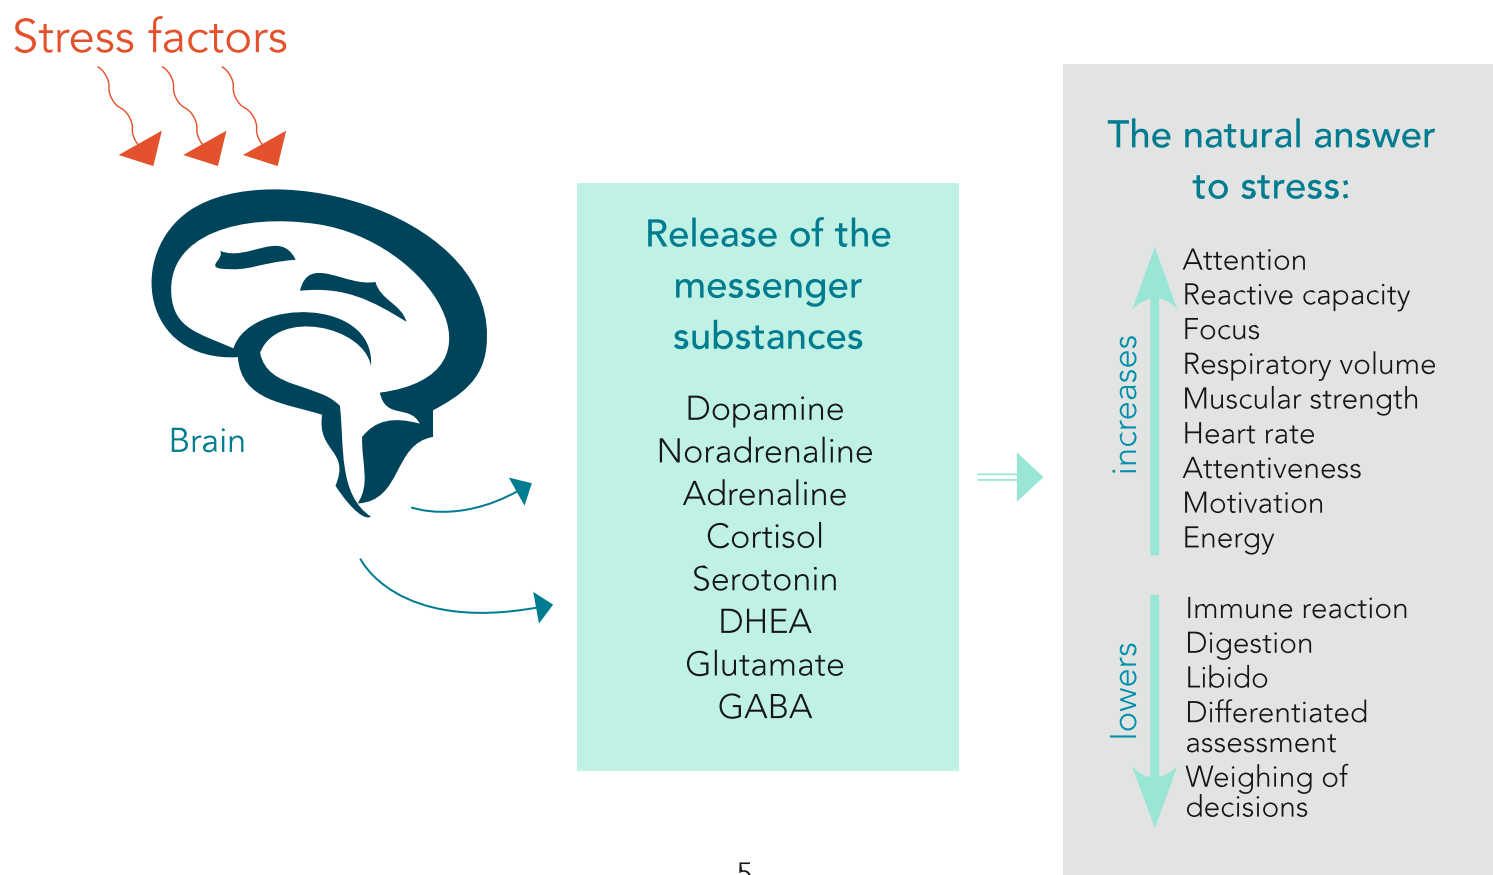 Stress factors
Brain
Release of the
messenger
substances
Dopamine
Noradrenaline
Adrenaline
Cortisol
Serotonin
DHEA
Glutamate
GABA
The natural answer
to stress:
increases
Attention
Reactive capacity
Focus
Respiratory volume
Muscular strength
Heart rate
Attentiveness
Motivation
Energy
lowers
Immune reaction
Digestion
Libido
Differentiated
assessment
Weighing of
decisions
5